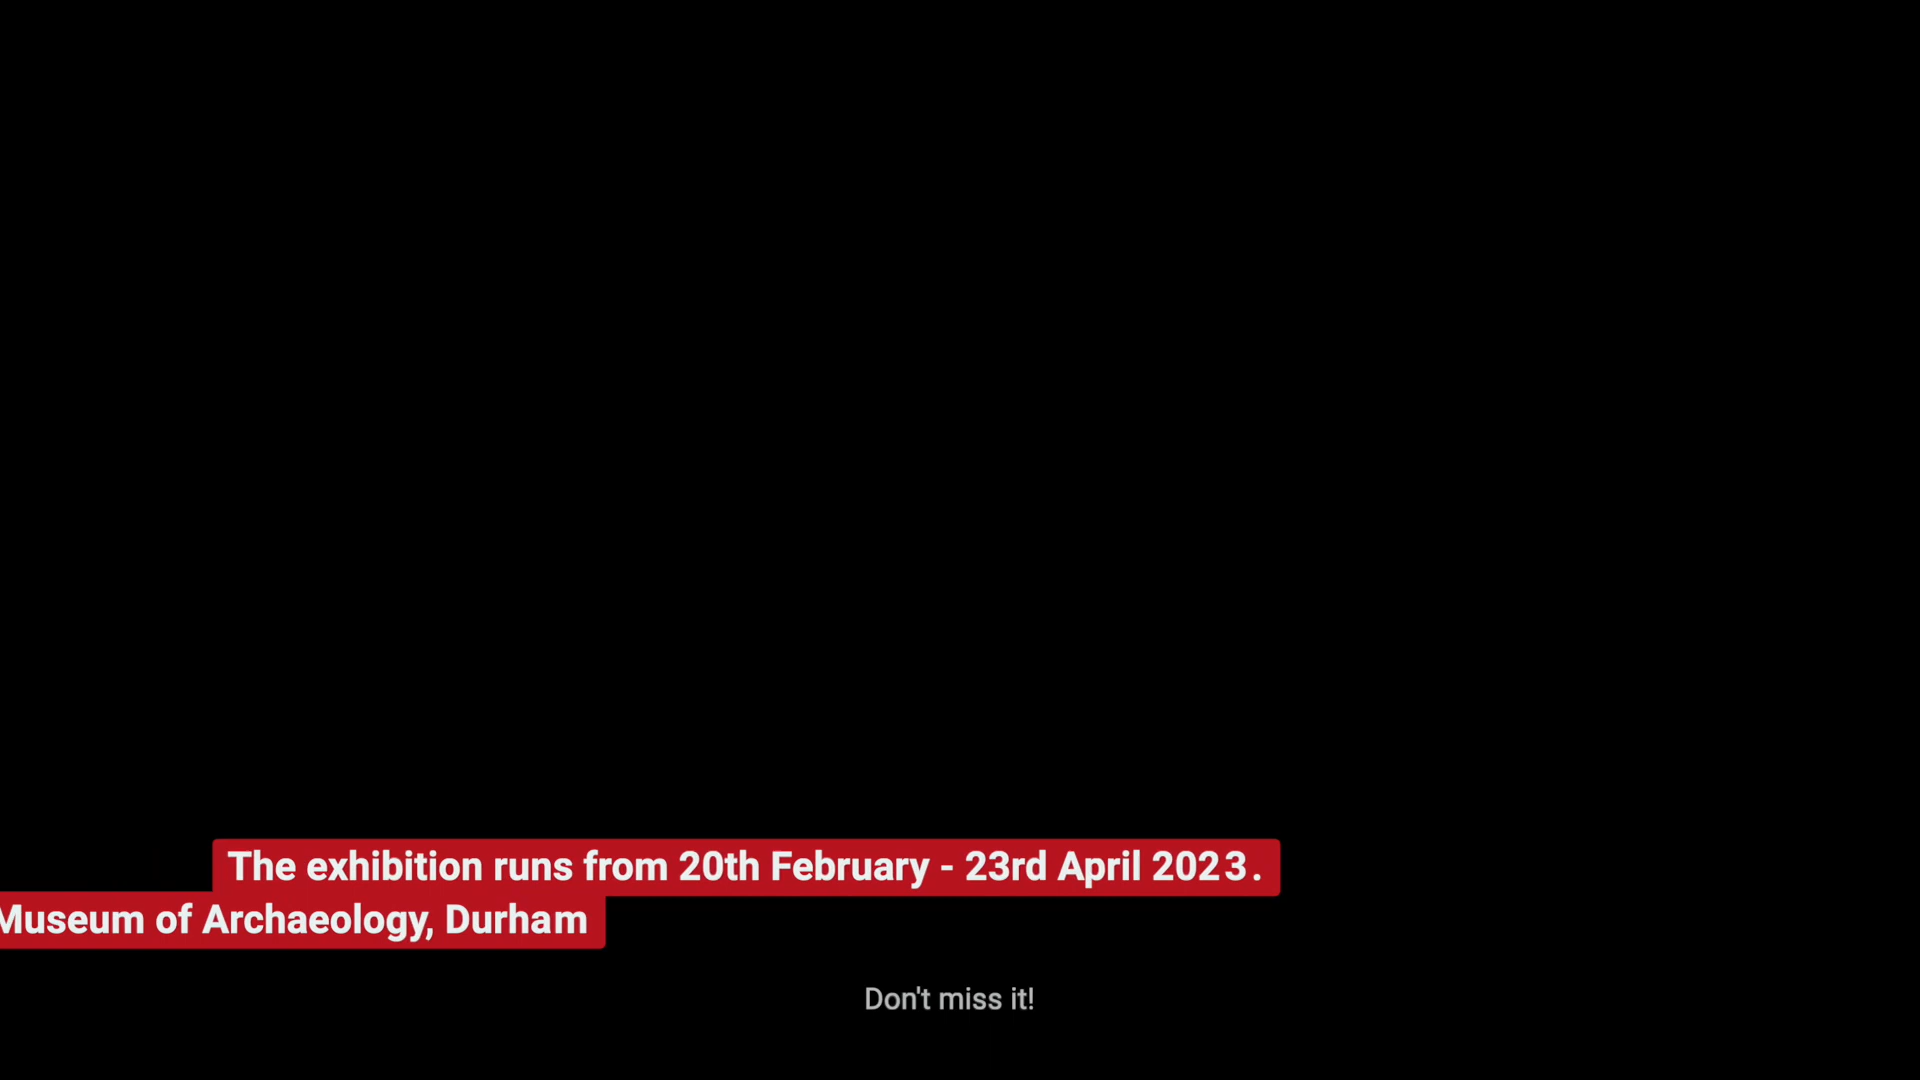 The exhibition runs from 20th February - 23rd April 2023.
Museum of Archaeology, Durham
Don't miss it!